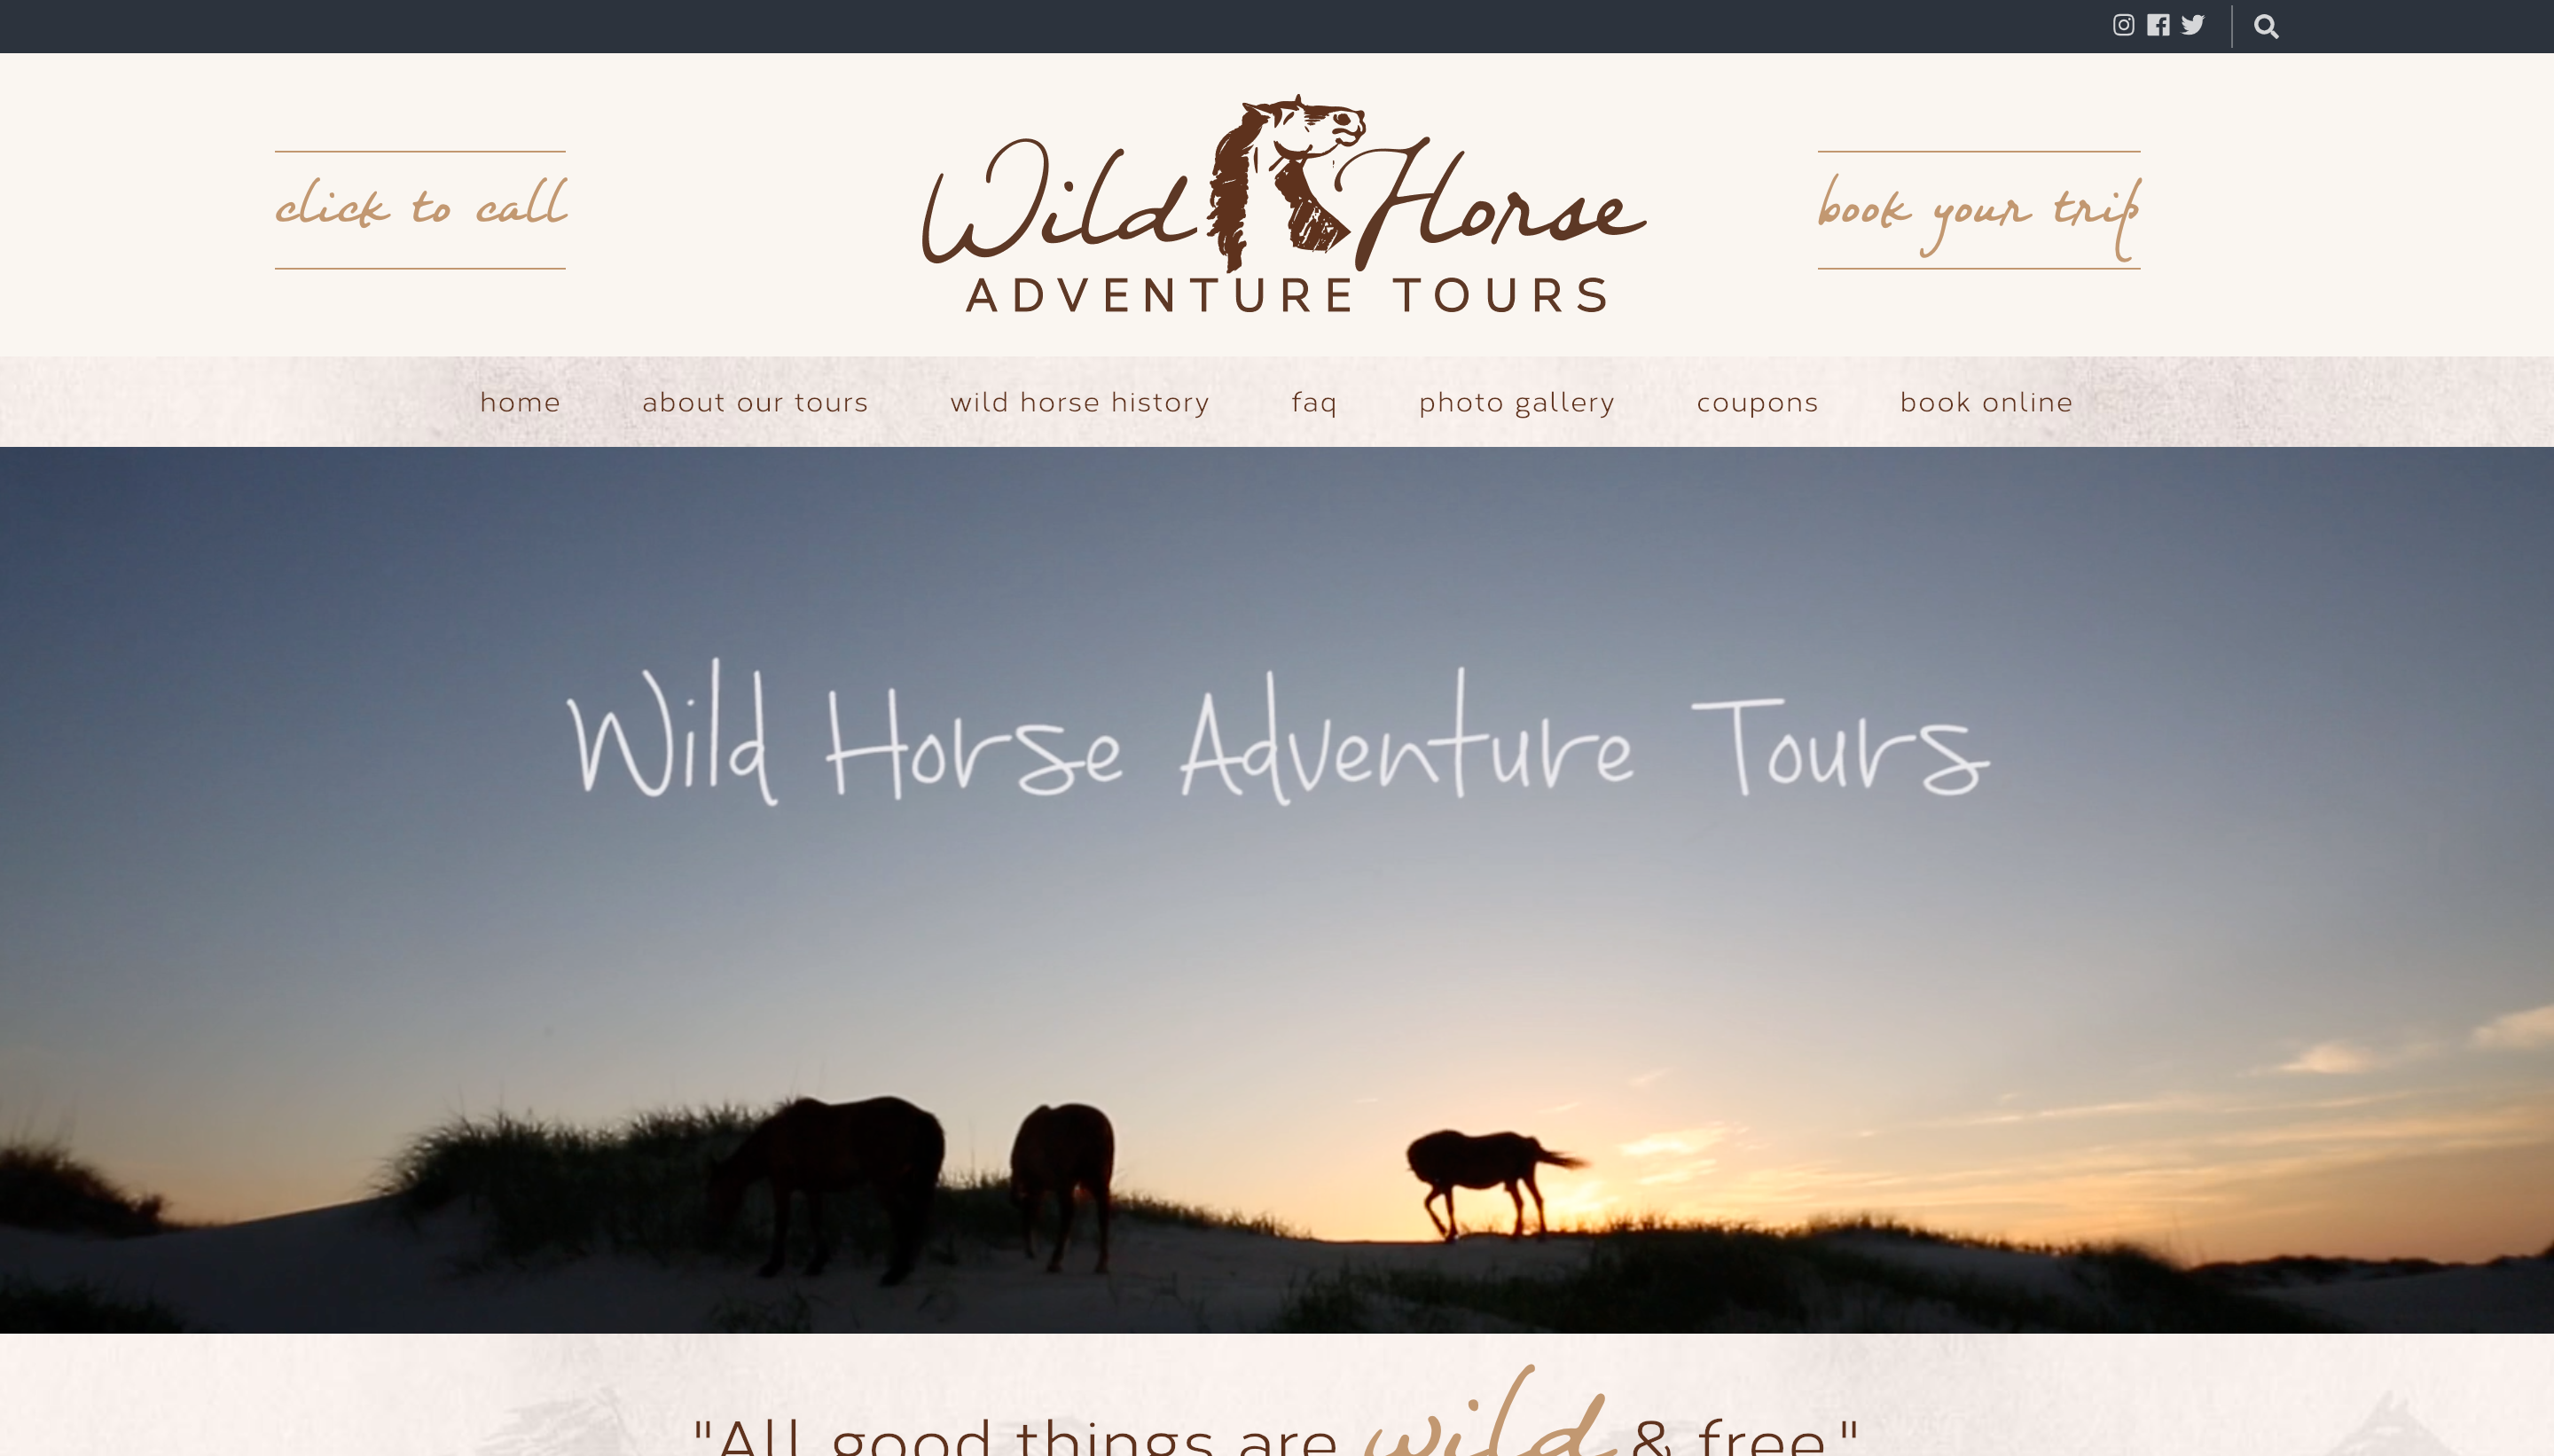 click to call
Wild Horse
ADVENTURE TOURS
book your trip
home about our tours wild horse history faq photo gallery coupons book online
Wild Horse Adventure Tours
"All good things are wild & free."